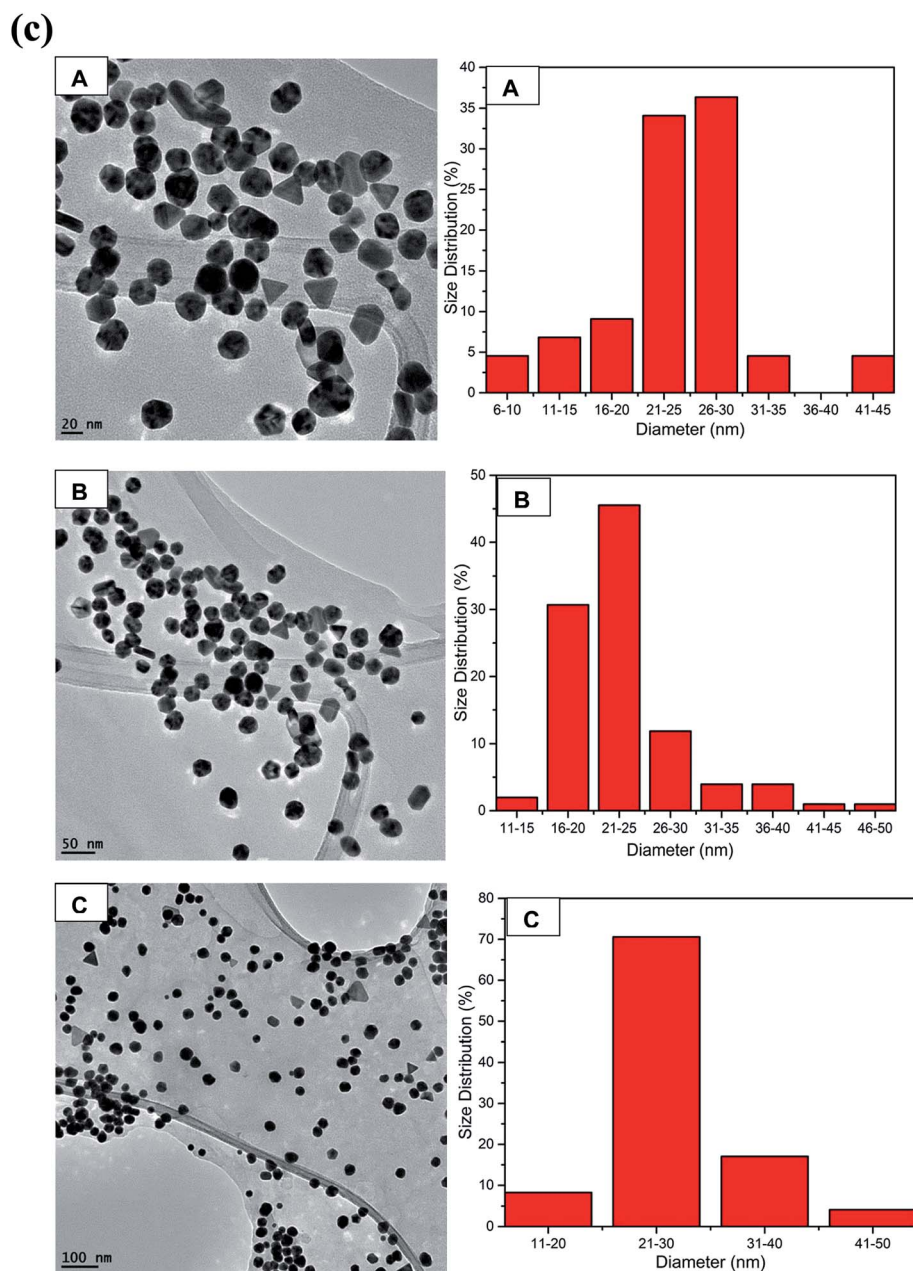 (c)
A
20 nm
A
40
35
30
25
20
15
10
5
0
Size Distribution (%)
6-10 11-15 16-20 21-25 26-30 31-35 36-40 41-45
Diameter (nm)
B
50 nm
B
50
40
30
20
10
0
Size Distribution (%)
11-15 16-20 21-25 26-30 31-35 36-40 41-45 46-50
Diameter (nm)
C
100 nm
C
80
70
60
50
40
30
20
10
0
Size Distribution (%)
11-20 21-30 31-40 41-50
Diameter (nm)